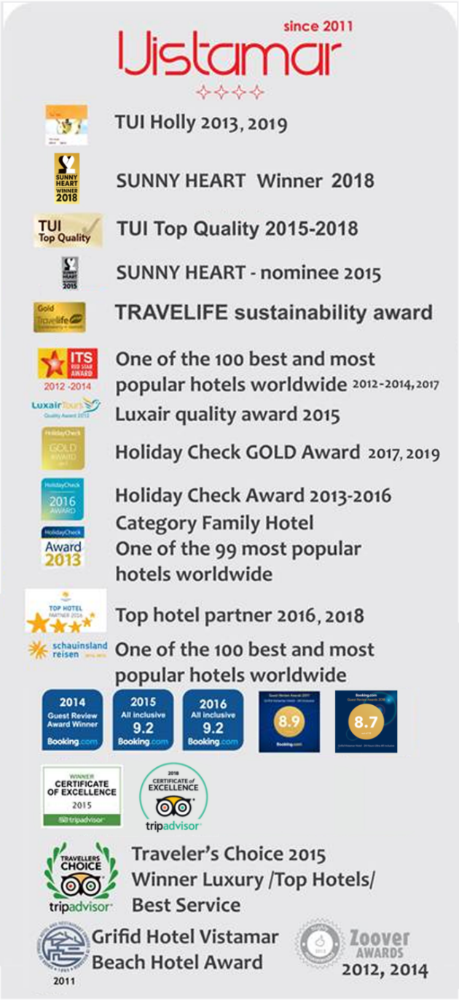 since 2011
Vistamar
TUI Holly 2013, 2019
SUNNY HEART WINNER 2018
SUNNY HEART Winner 2018
TUI Top Quality
TUI Top Quality 2015-2018
SUNNY HEART 2015
SUNNY HEART - nominee 2015
Gold
Travelife
TRAVELIFE sustainability award
ITS
RED STAR
AWARD
2012 -2014
One of the 100 best and most
popular hotels worldwide 2012-2014, 2017
LuxairTours
Quality Award 2012
Luxair quality award 2015
HolidayCheck
GOLD
AWARD
Holiday Check GOLD Award 2017, 2019
HolidayCheck
2016
AWARD
Holiday Check Award 2013-2016
Category Family Hotel
HolidayCheck
Award
2013
One of the 99 most popular
hotels worldwide
TOP HOTEL
PARTNER 2016
Top hotel partner 2016, 2018
schauinsland
reisen
One of the 100 best and most
popular hotels worldwide
2014
Guest Review
Award Winner
Booking.com
2015
All inclusive
9.2
Booking.com
2016
All inclusive
9.2
Booking.com
Guest Review Awards 2017
8.9
Booking.com
Booking.com
Guest Review Awards 2018
8.7
WINNER
CERTIFICATE
OF EXCELLENCE
2015
tripadvisor
2018
CERTIFICATE of
EXCELLENCE
tripadvisor
TRAVELLERS
CHOICE
tripadvisor
Traveler's Choice 2015
Winner Luxury /Top Hotels/
Best Service
2011
Grifid Hotel Vistamar
Beach Hotel Award
Zoover
AWARDS
2012, 2014